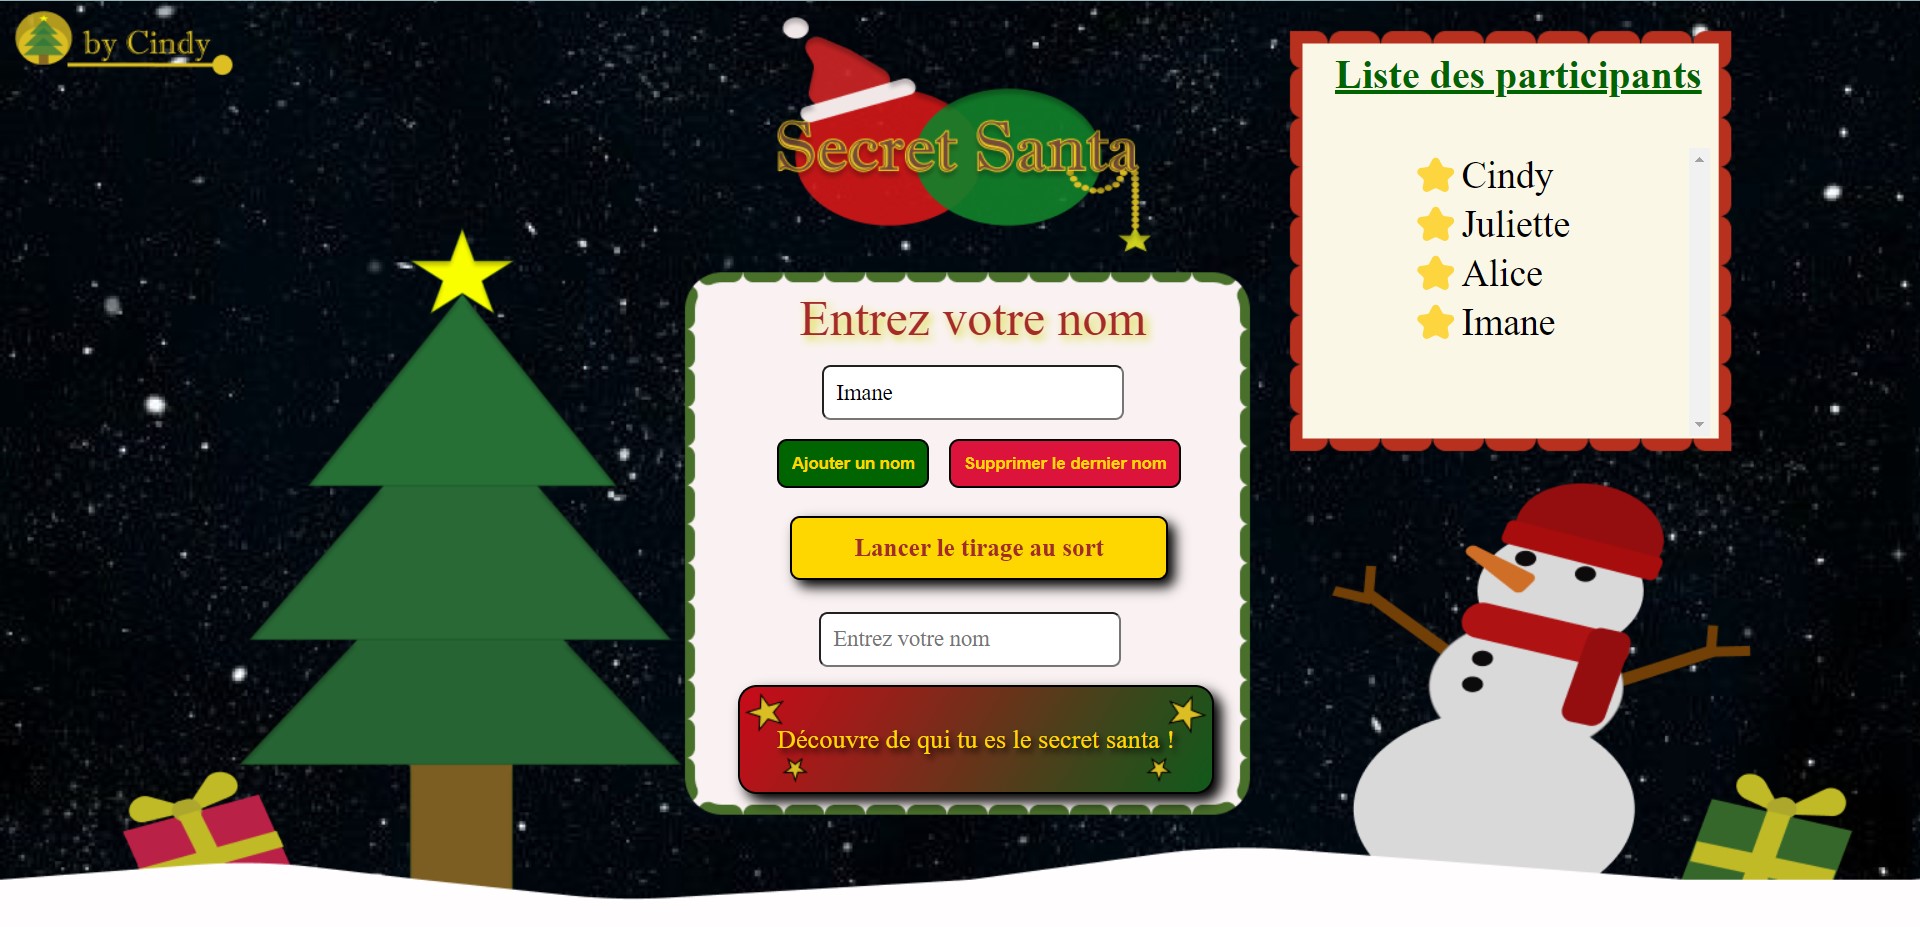 by Cindy
Secret Santa
Liste des participants
Cindy
Juliette
Alice
Imane
Entrez votre nom
Imane
Ajouter un nom
Supprimer le dernier nom
Lancer le tirage au sort
Entrez votre nom
Découvre de qui tu es le secret santa !